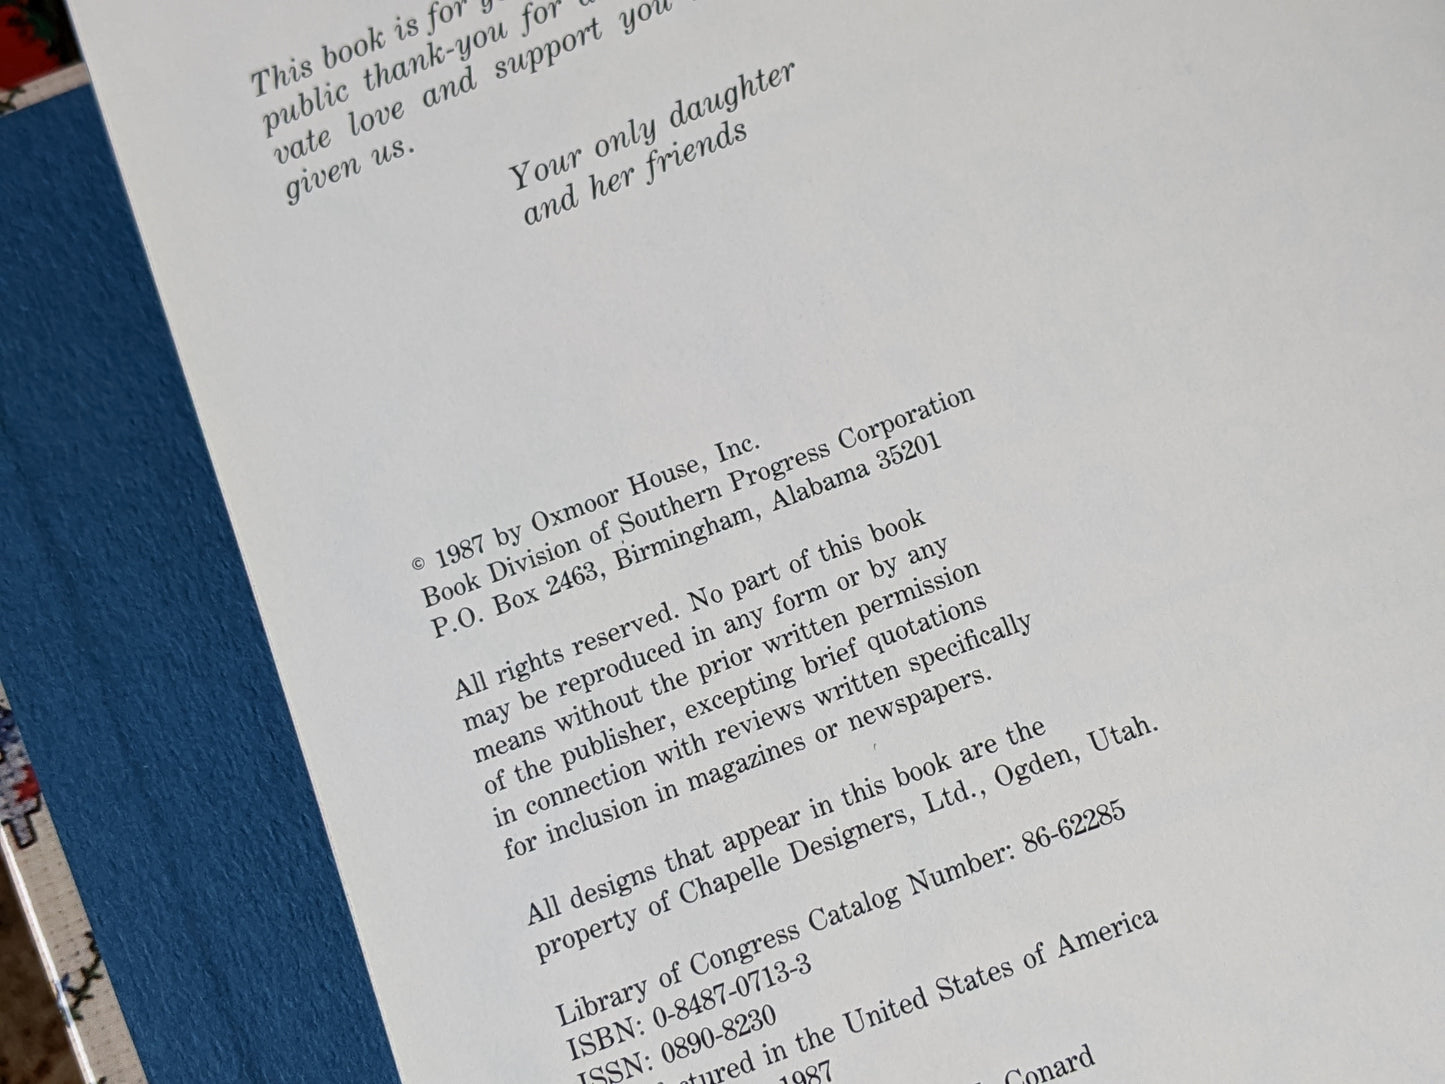 This book is for
public thank-you for
vate love and support you
given us.
Your only daughter
and her friends
© 1987 by Oxmoor House, Inc.
Book Division of Southern Progress Corporation
P.O. Box 2463, Birmingham, Alabama 35201
All rights reserved. No part of this book
may be reproduced in any form or by any
means without the prior written permission
of the publisher, excepting brief quotations
in connection with reviews written specifically
for inclusion in magazines or newspapers.
All designs that appear in this book are the
property of Chapelle Designers, Ltd., Ogden, Utah.
Library of Congress Catalog Number: 86-62285
ISBN: 0-8487-0713-3
ISSN: 0890-8230
in the United States of America
1987
Conard